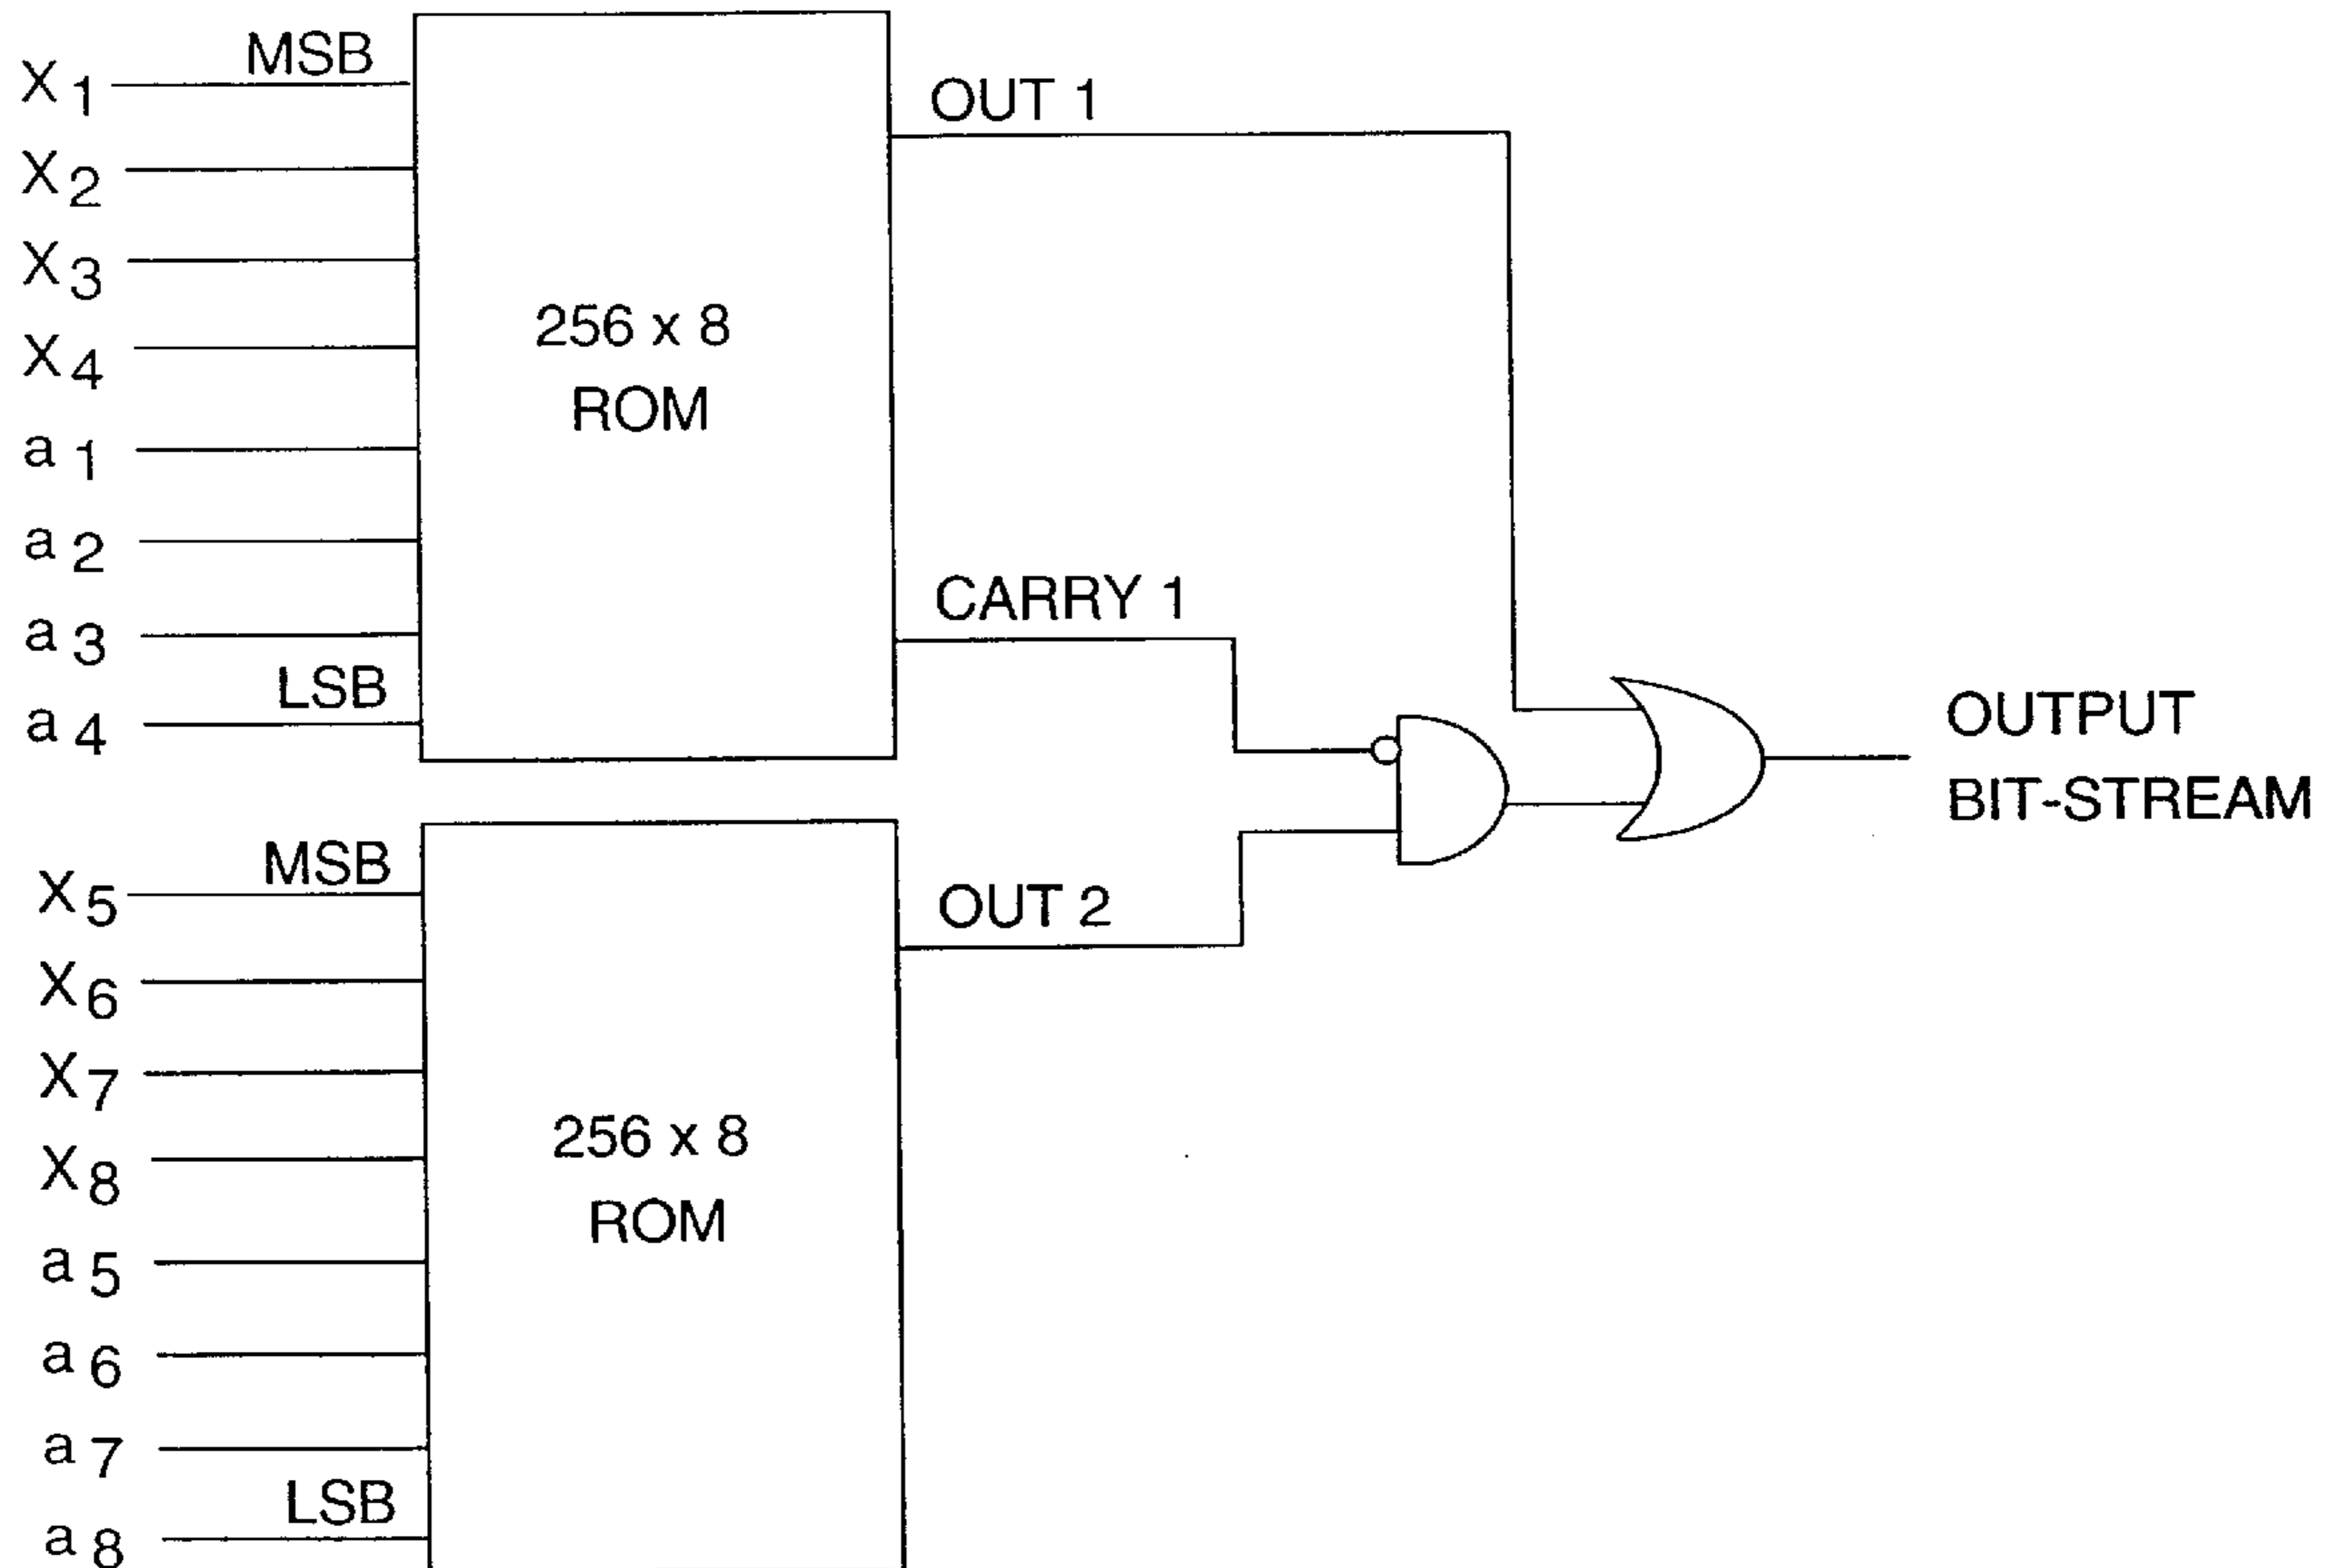 X1 MSB
X2
X3
X4
a1
a2
a3
LSB
a4
256 x 8
ROM
OUT 1
CARRY 1
X5 MSB
X6
X7
X8
a5
a6
a7
LSB
a8
256 x 8
ROM
OUT 2
OUTPUT
BIT-STREAM